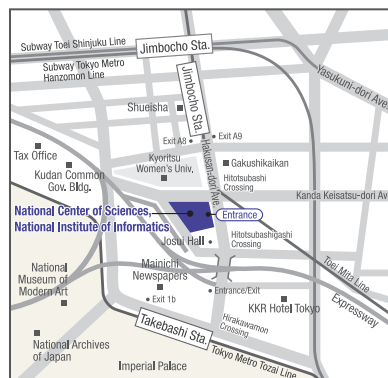 Subway Toei Shinjuku Line
Jimbocho Sta.
Subway Tokyo Metro
Hanzomon Line
Yasukuni-dori Ave.
Jimbocho Sta.
Shueisha
Exit A8
Exit A9
Hakusan-dori Ave.
Tax Office
Kyoritsu
Women's Univ.
Gakushikaikan
Kudan Common
Gov. Bldg.
Hitotsubashi
Crossing
Kanda Keisatsu-dori Ave.
National Center of Sciences,
National Institute of Informatics
Entrance
Josui Hall
Hitotsubashigashi
Crossing
Toei Mita Line
National
Museum of
Modern Art
Mainichi
Newspapers
Entrance/Exit
Expressway
Exit 1b
KKR Hotel Tokyo
Takebashi Sta.
Hirakawamon
Crossing
National Archives
of Japan
Tokyo Metro Tozai Line
Imperial Palace